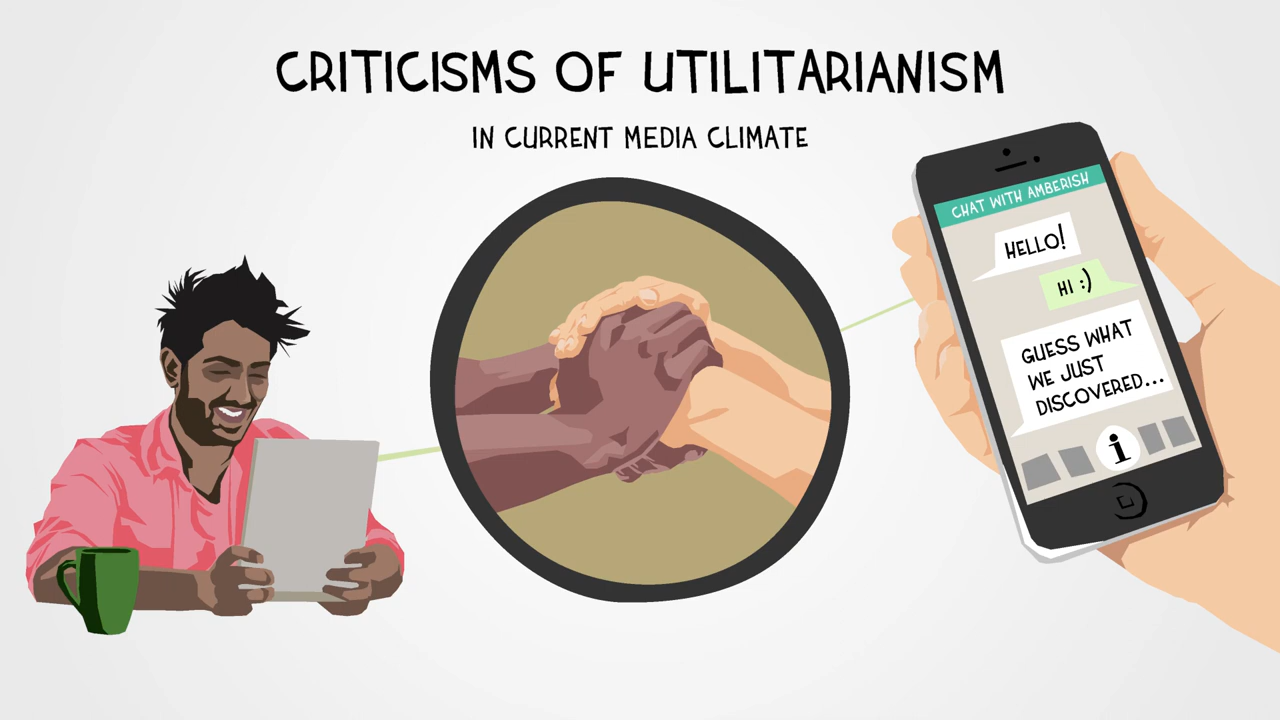 CRITICISMS OF UTILITARIANISM
IN CURRENT MEDIA CLIMATE
CHAT WITH AMBERISH
HELLO!
HI :)
GUESS WHAT
WE JUST
DISCOVERED...
i